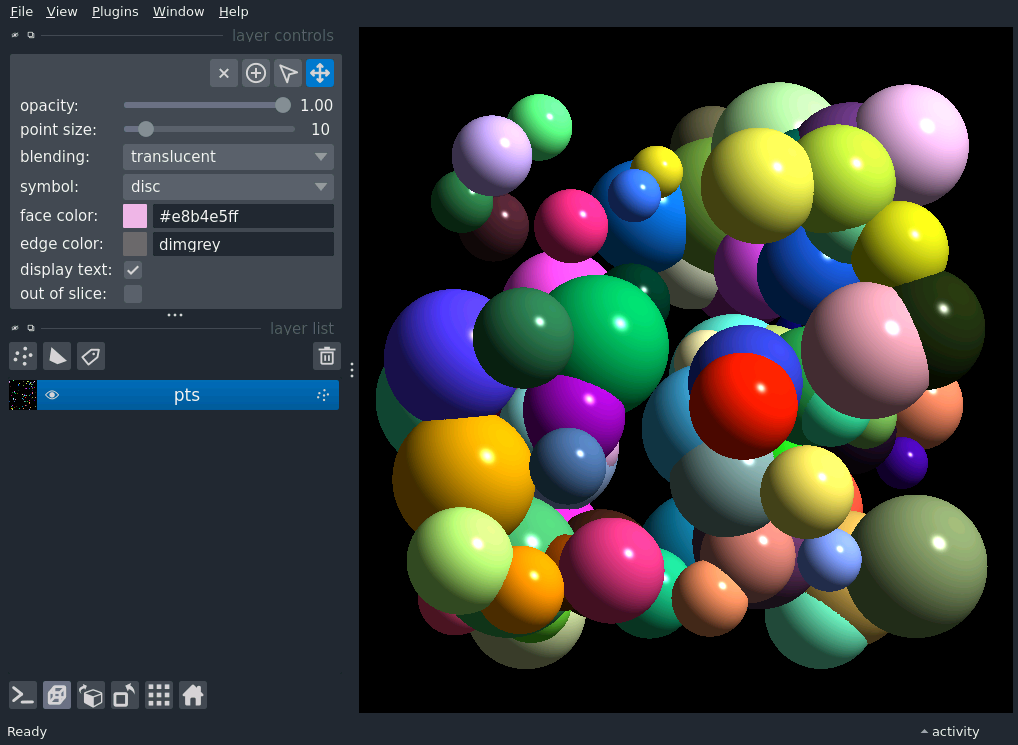 File View Plugins Window Help
layer controls
opacity: 1.00
point size: 10
blending: translucent
symbol: disc
face color: #e8b4e5ff
edge color: dimgrey
display text:
out of slice:
layer list
pts
Ready activity